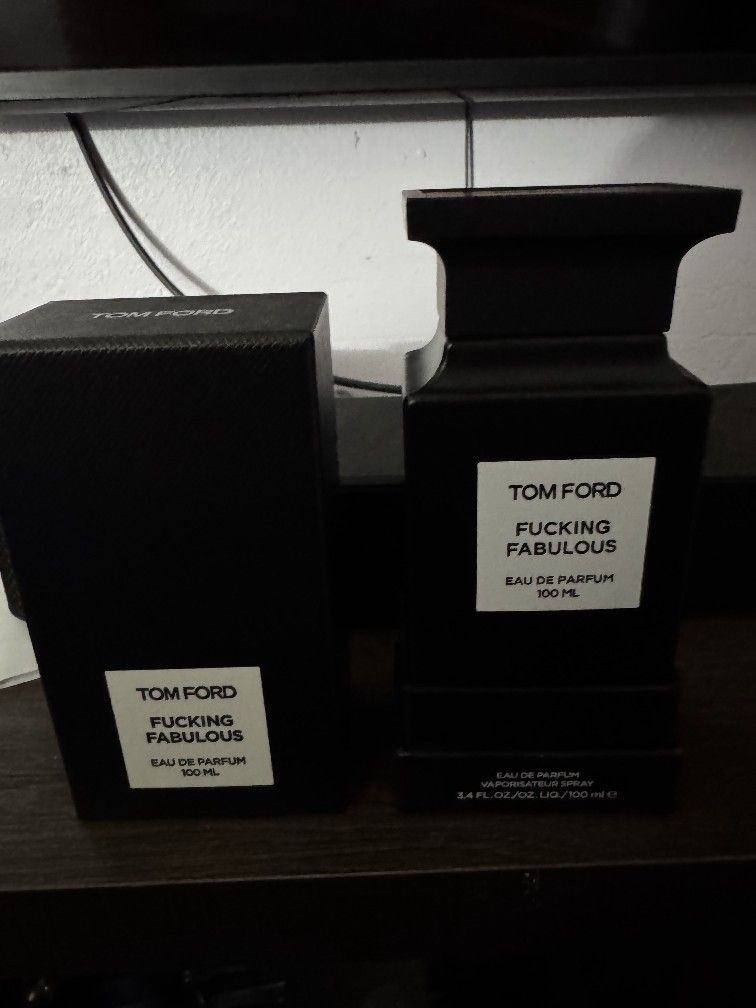 TOM FORD
TOM FORD
FUCKING
FABULOUS
EAU DE PARFUM
100 ML
TOM FORD
FUCKING
FABULOUS
EAU DE PARFUM
100 ML
EAU DE PARFUM
VAPORISATEUR SPRAY
3.4 FL.OZ./OZ. LIQ./100 ml ℮